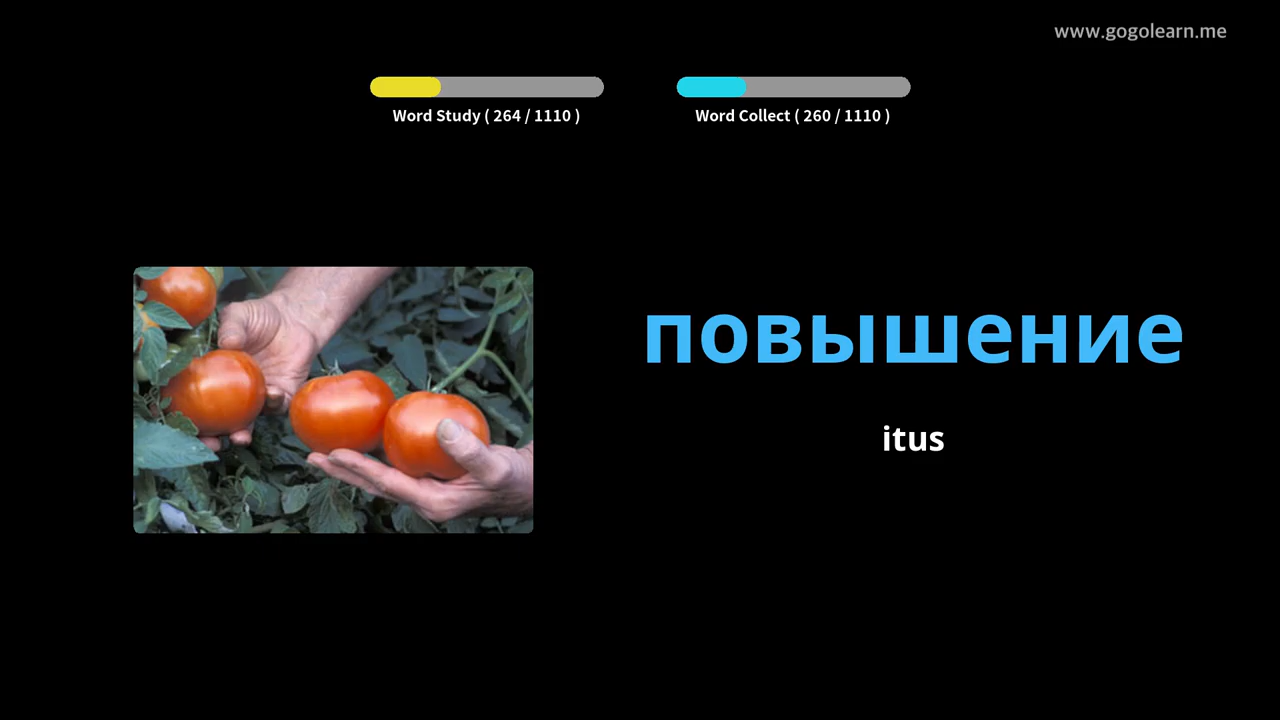 www.gogolearn.me
Word Study ( 264 / 1110 )
Word Collect ( 260 / 1110 )
повышение
itus